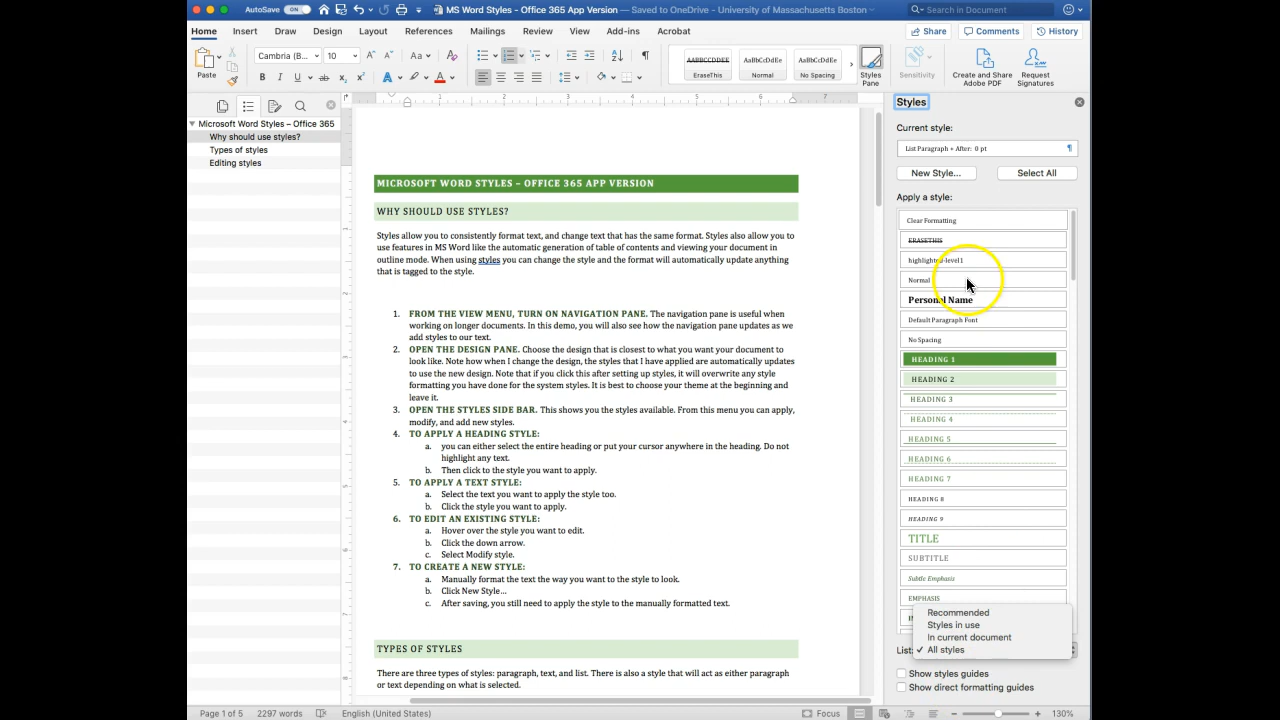 AutoSave ON MS Word Styles - Office 365 App Version — Saved to OneDrive - University of Massachusetts Boston Search in Document
Home Insert Draw Design Layout References Mailings Review View Add-ins Acrobat Share Comments History
Paste
Cambria (B... 10
Aa
B I U ab X₂ X² A A
AABBCCDDEE
EraseThis
AaBbCcDdEe
Normal
AaBbCcDdEe
No Spacing
Styles
Pane
Sensitivity
Create and Share
Adobe PDF
Request
Signatures
1 2 3 4 5 6 7
Microsoft Word Styles – Office 365
Why should use styles?
Types of styles
Editing styles
MICROSOFT WORD STYLES – OFFICE 365 APP VERSION
WHY SHOULD USE STYLES?
Styles allow you to consistently format text, and change text that has the same format. Styles also allow you to
use features in MS Word like the automatic generation of table of contents and viewing your document in
outline mode. When using styles you can change the style and the format will automatically update anything
that is tagged to the style.
1. FROM THE VIEW MENU, TURN ON NAVIGATION PANE. The navigation pane is useful when
working on longer documents. In this demo, you will also see how the navigation pane updates as we
add styles to our text.
2. OPEN THE DESIGN PANE. Choose the design that is closest to what you want your document to
look like. Note how when I change the design, the styles that I have applied are automatically updates
to use the new design. Note that if you click this after setting up styles, it will overwrite any style
formatting you have done for the system styles. It is best to choose your theme at the beginning and
leave it.
3. OPEN THE STYLES SIDE BAR. This shows you the styles available. From this menu you can apply,
modify, and add new styles.
4. TO APPLY A HEADING STYLE:
a. you can either select the entire heading or put your cursor anywhere in the heading. Do not
highlight any text.
b. Then click to the style you want to apply.
5. TO APPLY A TEXT STYLE:
a. Select the text you want to apply the style too.
b. Click the style you want to apply.
6. TO EDIT AN EXISTING STYLE:
a. Hover over the style you want to edit.
b. Click the down arrow.
c. Select Modify style.
7. TO CREATE A NEW STYLE:
a. Manually format the text the way you want to the style to look.
b. Click New Style...
c. After saving, you still need to apply the style to the manually formatted text.
TYPES OF STYLES
There are three types of styles: paragraph, text, and list. There is also a style that will act as either paragraph
or text depending on what is selected.
Styles
Current style:
List Paragraph + After: 0 pt
New Style... Select All
Apply a style:
Clear Formatting
ERASETHIS
highlighted-level1
Normal
Personal Name
Default Paragraph Font
No Spacing
HEADING 1
HEADING 2
HEADING 3
HEADING 4
HEADING 5
HEADING 6
HEADING 7
HEADING 8
HEADING 9
TITLE
SUBTITLE
Subtle Emphasis
EMPHASIS
Recommended
Styles in use
In current document
List: ✓ All styles
Show styles guides
Show direct formatting guides
Page 1 of 5 2297 words English (United States) Focus 130%